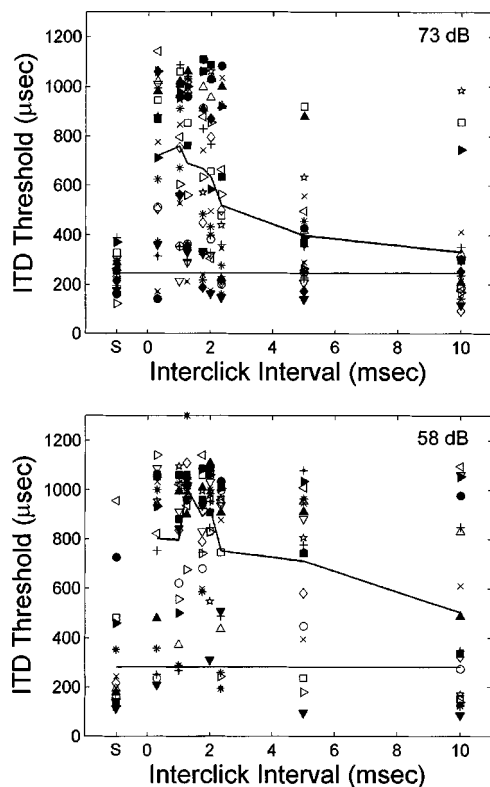 73 dB
1200
1000
800
600
400
200
0
ITD Threshold (μsec)
S 0 2 4 6 8 10
Interclick Interval (msec)
58 dB
1200
1000
800
600
400
200
0
ITD Threshold (μsec)
S 0 2 4 6 8 10
Interclick Interval (msec)